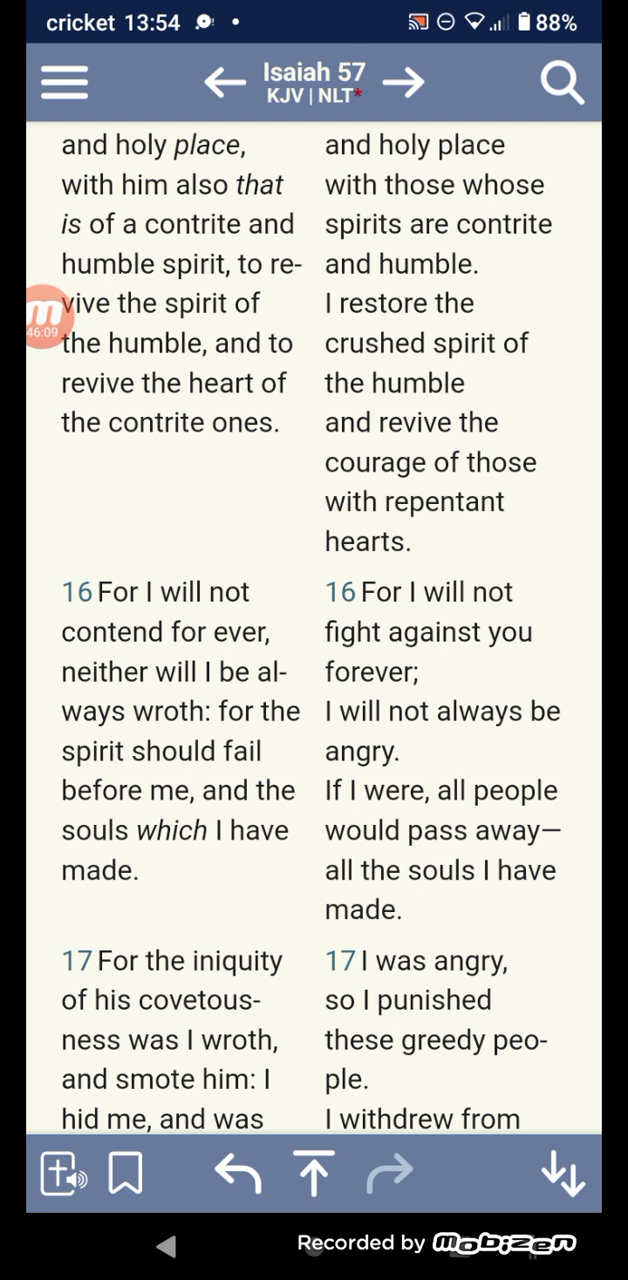 cricket 13:54 88%
Isaiah 57
KJV | NLT*
and holy place,
with him also that
is of a contrite and
humble spirit, to re-
vive the spirit of
the humble, and to
revive the heart of
the contrite ones.
16 For I will not
contend for ever,
neither will I be al-
ways wroth: for the
spirit should fail
before me, and the
souls which I have
made.
17 For the iniquity
of his covetous-
ness was I wroth,
and smote him: I
hid me, and was
and holy place
with those whose
spirits are contrite
and humble.
I restore the
crushed spirit of
the humble
and revive the
courage of those
with repentant
hearts.
16 For I will not
fight against you
forever;
I will not always be
angry.
If I were, all people
would pass away—
all the souls I have
made.
17 I was angry,
so I punished
these greedy peo-
ple.
I withdrew from
m
46:09
Recorded by Mobizen